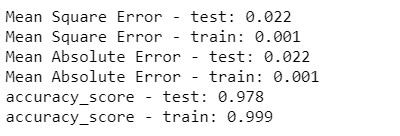 Mean Square Error - test: 0.022
Mean Square Error - train: 0.001
Mean Absolute Error - test: 0.022
Mean Absolute Error - train: 0.001
accuracy_score - test: 0.978
accuracy_score - train: 0.999